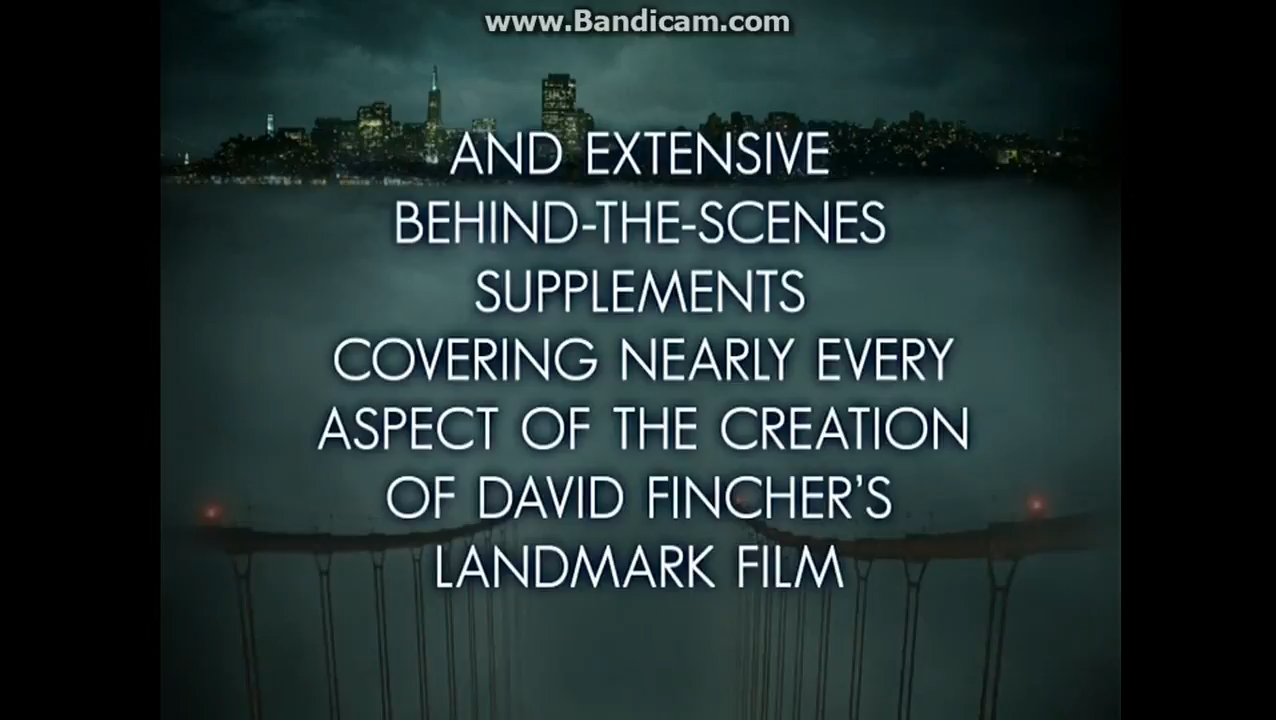 www.Bandicam.com
AND EXTENSIVE
BEHIND-THE-SCENES
SUPPLEMENTS
COVERING NEARLY EVERY
ASPECT OF THE CREATION
OF DAVID FINCHER'S
LANDMARK FILM